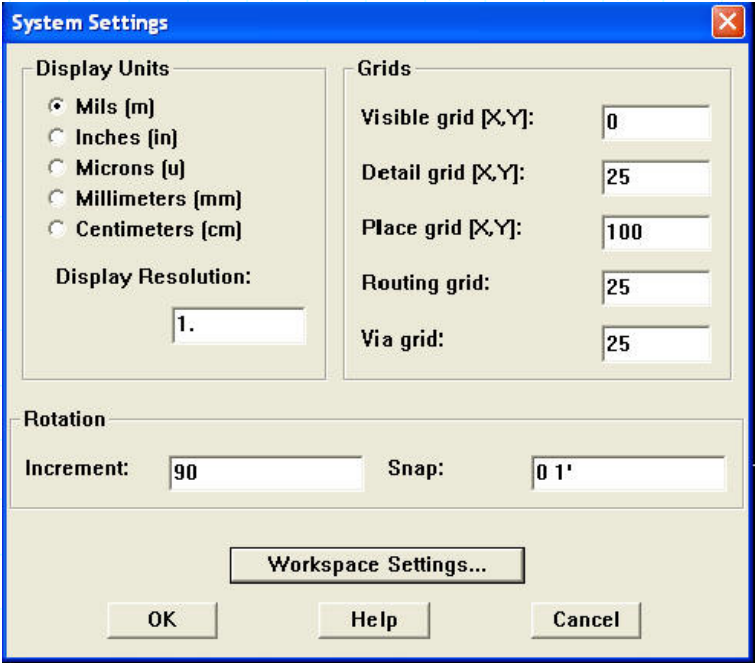 System Settings
Display Units
Mils (m)
Inches (in)
Microns (u)
Millimeters (mm)
Centimeters (cm)
Display Resolution:
1.
Grids
Visible grid [X,Y]:
0
Detail grid [X,Y]:
25
Place grid [X,Y]:
100
Routing grid:
25
Via grid:
25
Rotation
Increment:
90
Snap:
0 1'
Workspace Settings...
OK
Help
Cancel